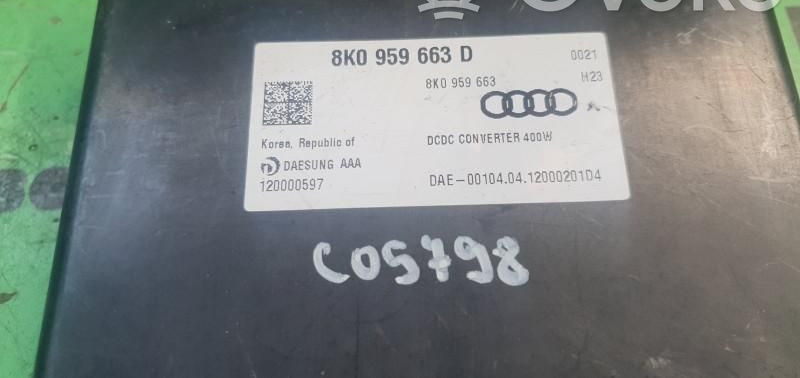 8K0 959 663 D
0021
8K0 959 663
H23
Korea, Republic of
DCDC CONVERTER 400W
DAESUNG AAA
120000597
DAE-00104.04.12000201D4
C05798